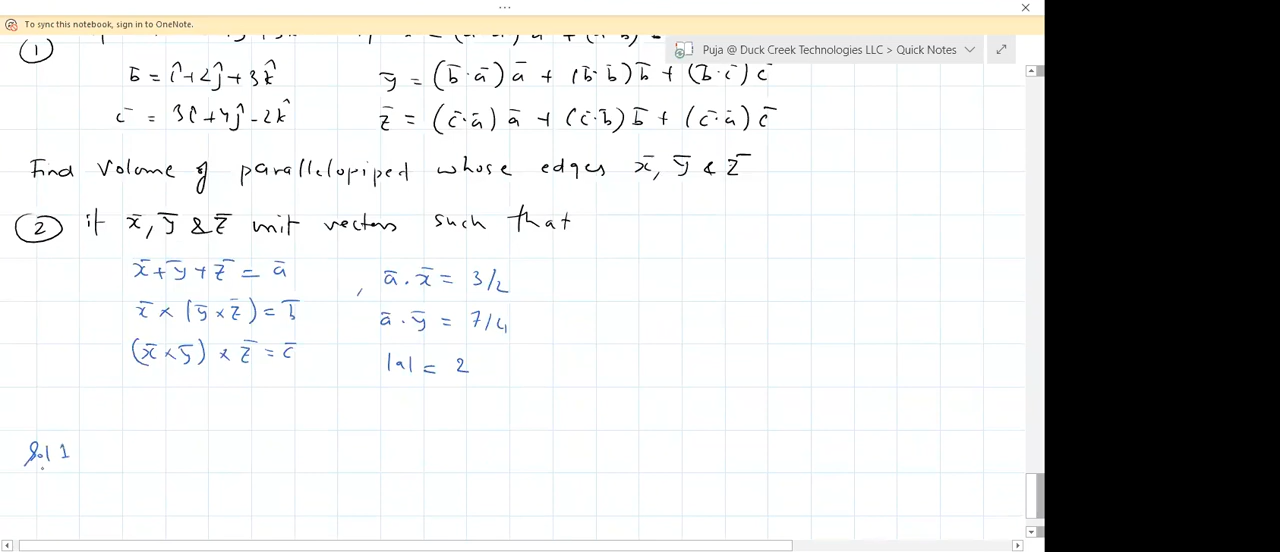 To sync this notebook, sign in to OneNote.
Puja @ Duck Creek Technologies LLC > Quick Notes
①
b̄ = î+2ĵ+3k̂ ȳ = (b̄·ā) ā + (b̄·b̄) b̄ + (b̄·c̄) c̄
c̄ = 3î+4ĵ-2k̂ z̄ = (c̄·ā) ā + (c̄·b̄) b̄ + (c̄·ā) c̄
Find Volume of parallelopiped whose edges x̄, ȳ & z̄
② if x̄, ȳ & z̄ unit vectors such that
x̄+ȳ+z̄ = ā , ā. x̄ = 3/2
x̄ × (ȳ×z̄) = b̄ ā. ȳ = 7/4
(x̄×ȳ) × z̄ = c̄ |a| = 2
Sol 1